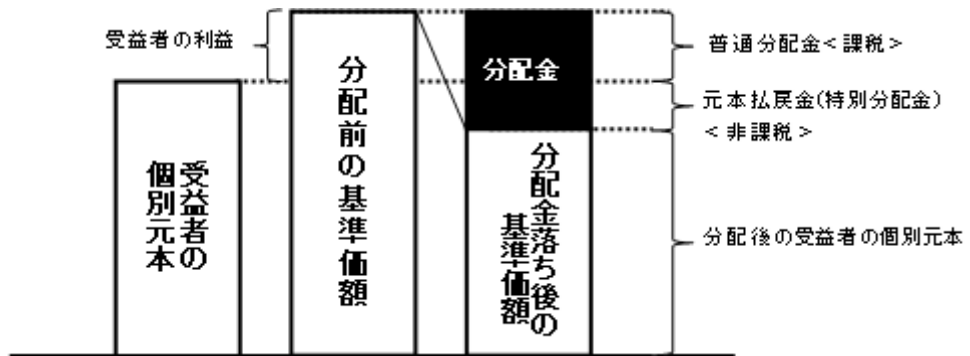 受益者の利益
受益者の
個別元本
分配前の基準価額
分配金
分配金落ち後の
基準価額
普通分配金<課税>
元本払戻金(特別分配金)
<非課税>
分配後の受益者の個別元本